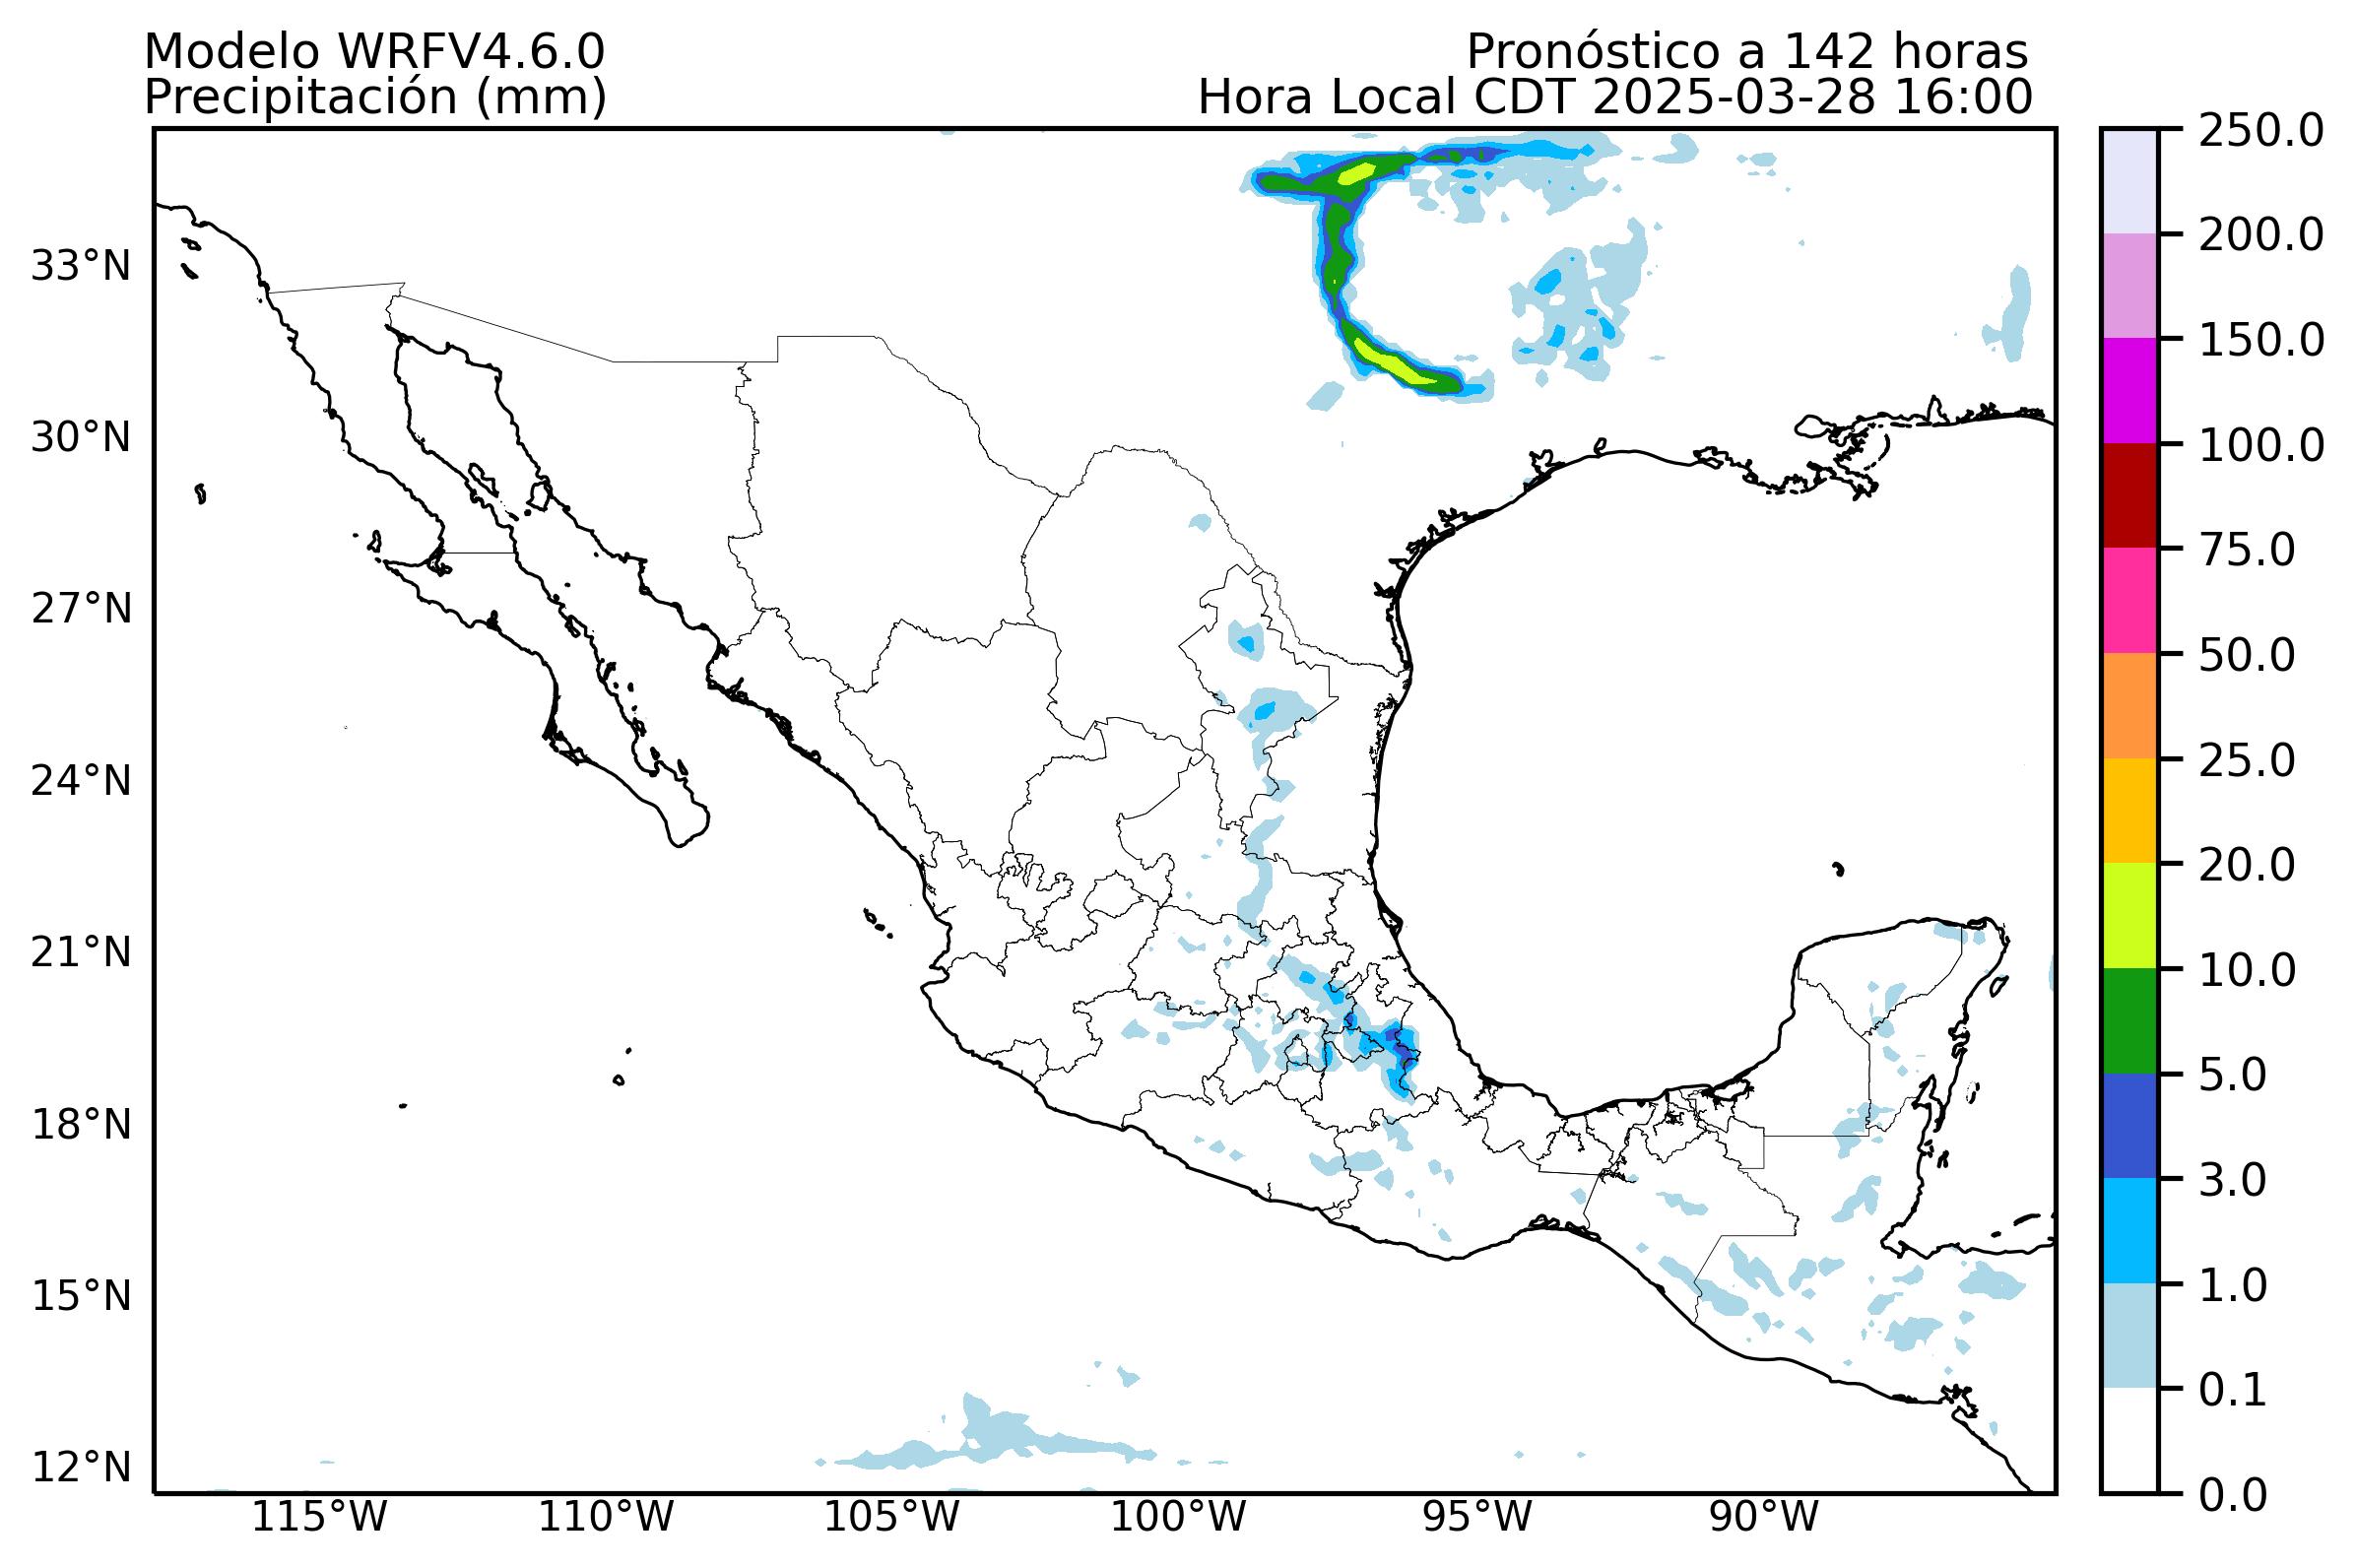 Modelo WRFV4.6.0
Pronóstico a 142 horas
Precipitación (mm)
Hora Local CDT 2025-03-28 16:00
33°N
30°N
27°N
24°N
21°N
18°N
15°N
12°N
115°W
110°W
105°W
100°W
95°W
90°W
250.0
200.0
150.0
100.0
75.0
50.0
25.0
20.0
10.0
5.0
3.0
1.0
0.1
0.0